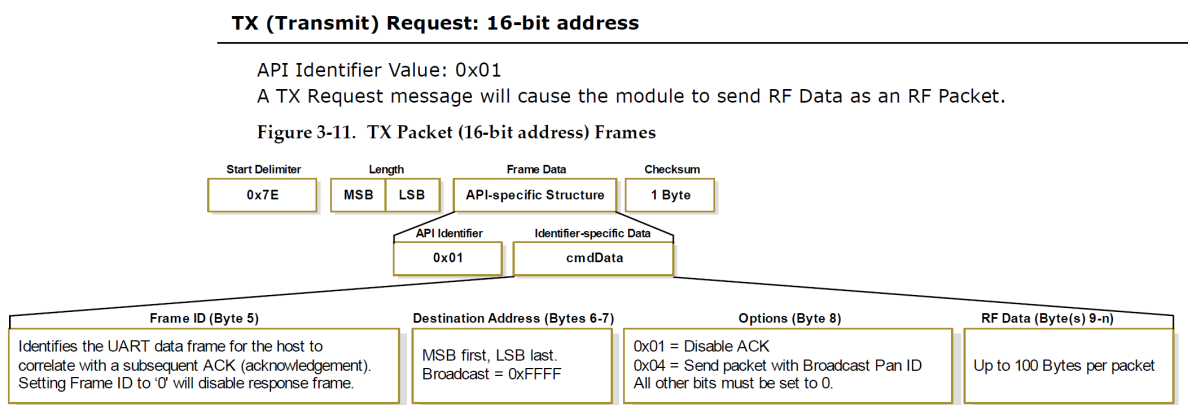 TX (Transmit) Request: 16-bit address
API Identifier Value: 0x01
A TX Request message will cause the module to send RF Data as an RF Packet.
Figure 3-11. TX Packet (16-bit address) Frames
Start Delimiter
Length
Frame Data
Checksum
0x7E
MSB
LSB
API-specific Structure
1 Byte
API Identifier
Identifier-specific Data
0x01
cmdData
Frame ID (Byte 5)
Identifies the UART data frame for the host to
correlate with a subsequent ACK (acknowledgement).
Setting Frame ID to '0' will disable response frame.
Destination Address (Bytes 6-7)
MSB first, LSB last.
Broadcast = 0xFFFF
Options (Byte 8)
0x01 = Disable ACK
0x04 = Send packet with Broadcast Pan ID
All other bits must be set to 0.
RF Data (Byte(s) 9-n)
Up to 100 Bytes per packet